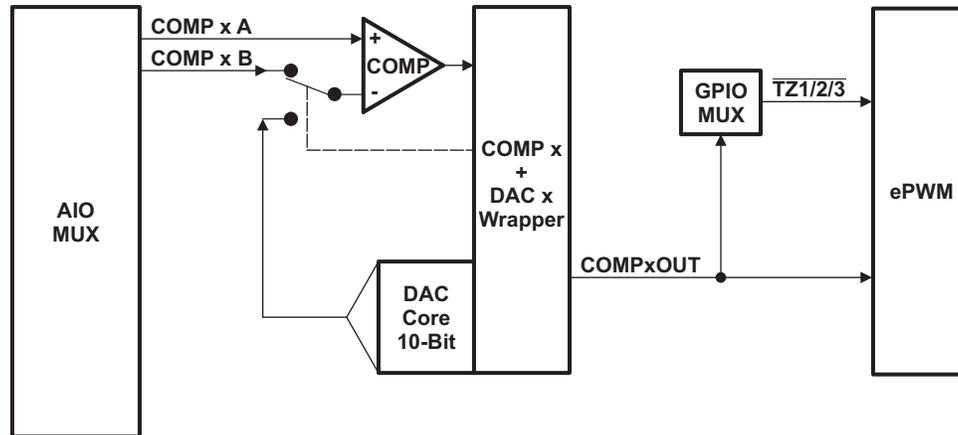 COMP x A
COMP x B
+
COMP
-
AIO
MUX
COMP x
+
DAC x
Wrapper
DAC
Core
10-Bit
GPIO
MUX
TZ1/2/3
COMPxOUT
ePWM